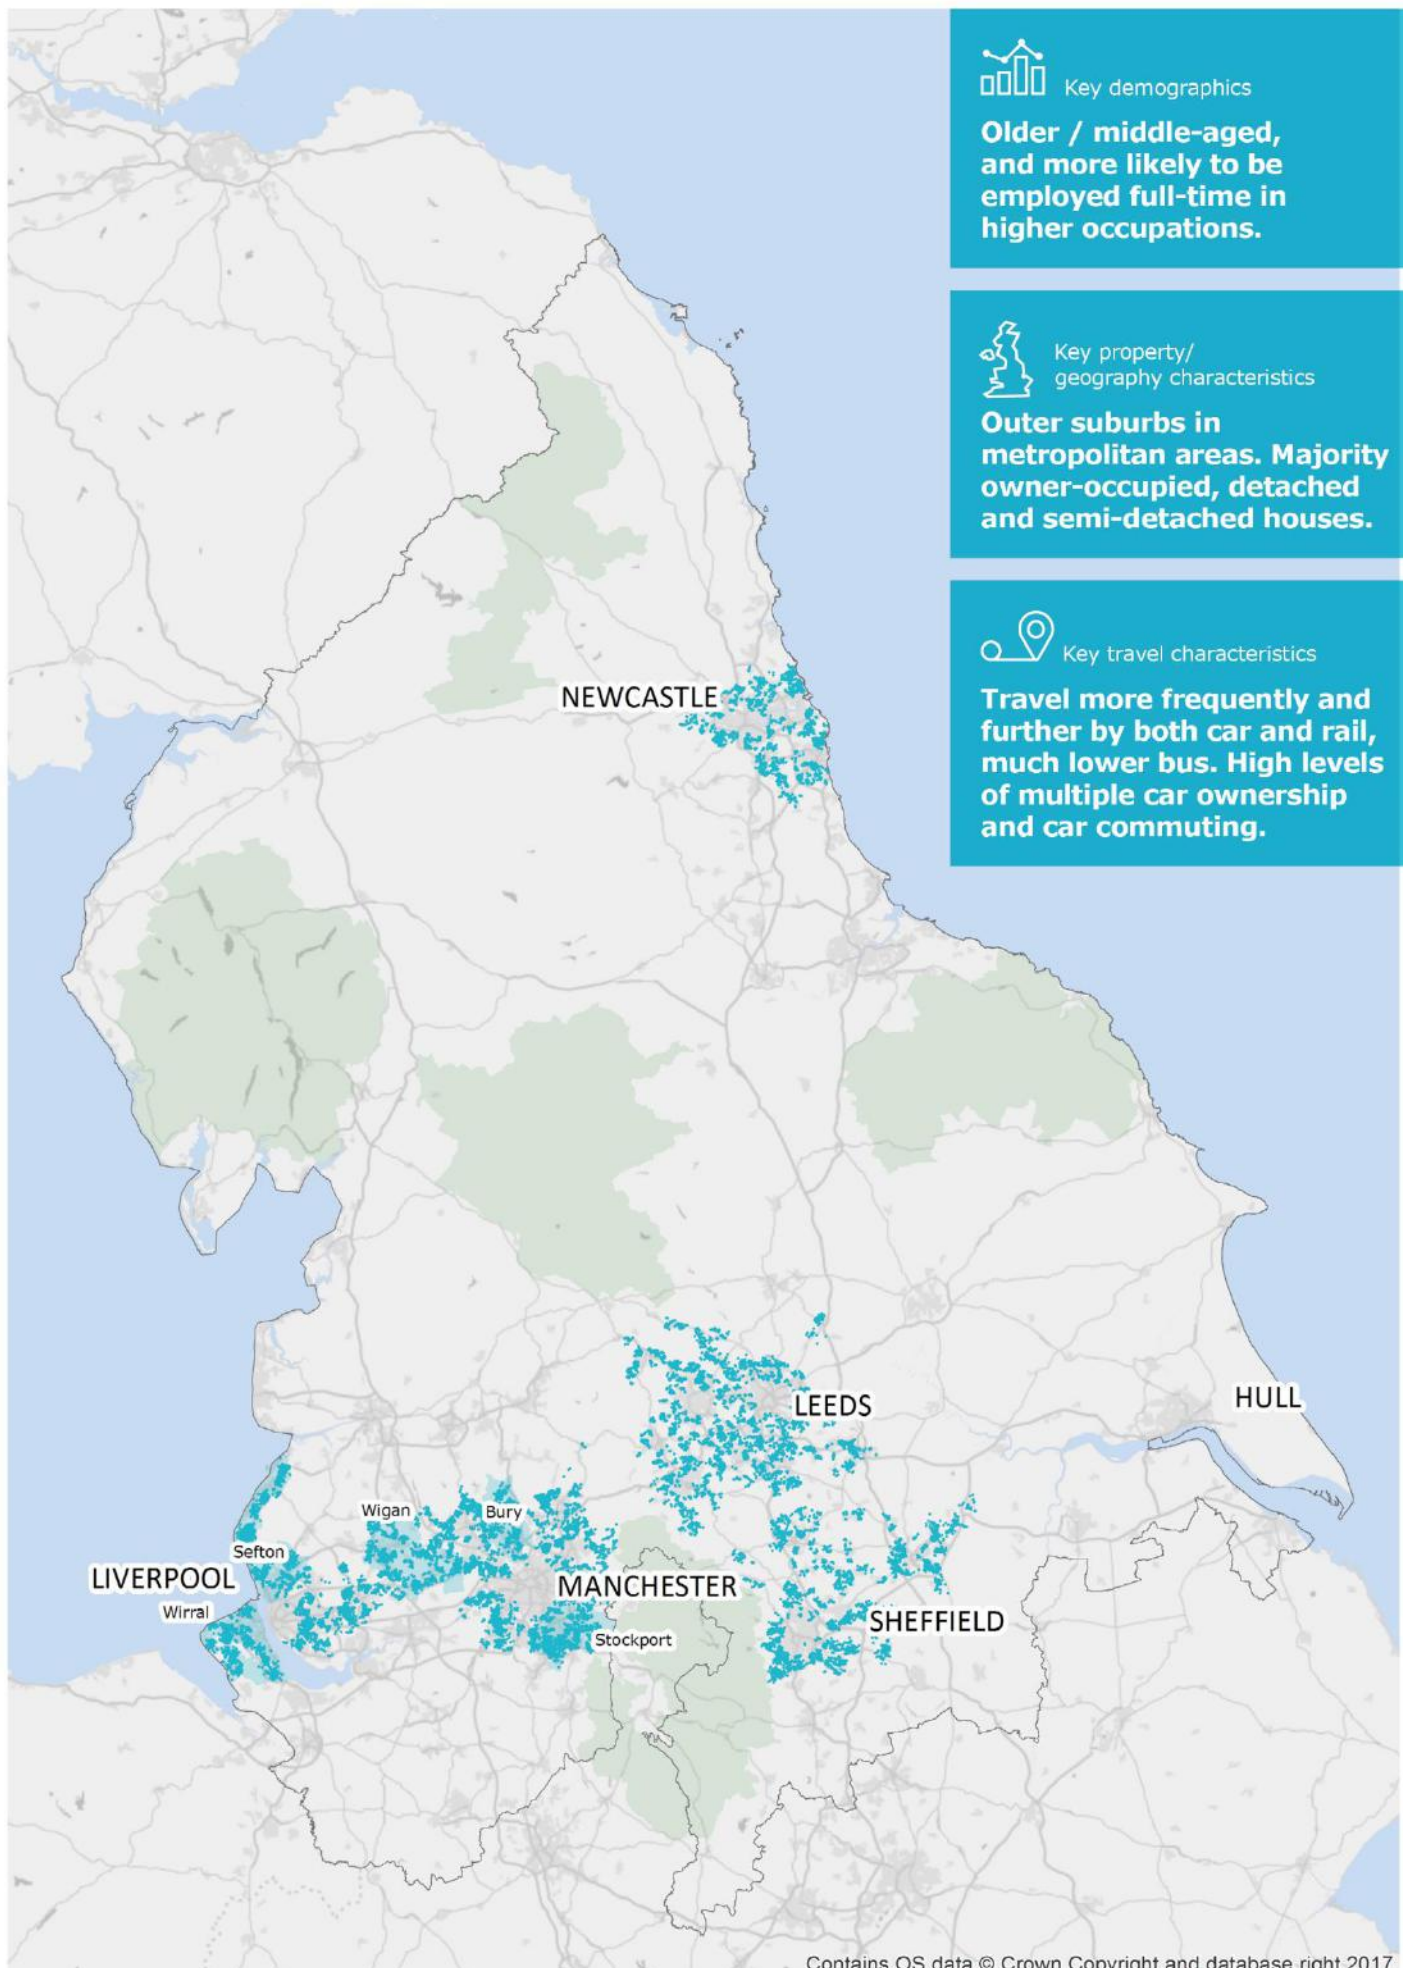 Key demographics
Older / middle-aged,
and more likely to be
employed full-time in
higher occupations.
Key property/
geography characteristics
Outer suburbs in
metropolitan areas. Majority
owner-occupied, detached
and semi-detached houses.
Key travel characteristics
Travel more frequently and
further by both car and rail,
much lower bus. High levels
of multiple car ownership
and car commuting.
NEWCASTLE
LEEDS
HULL
Wigan
Bury
Sefton
LIVERPOOL
MANCHESTER
Wirral
SHEFFIELD
Stockport
Contains OS data © Crown Copyright and database right 2017